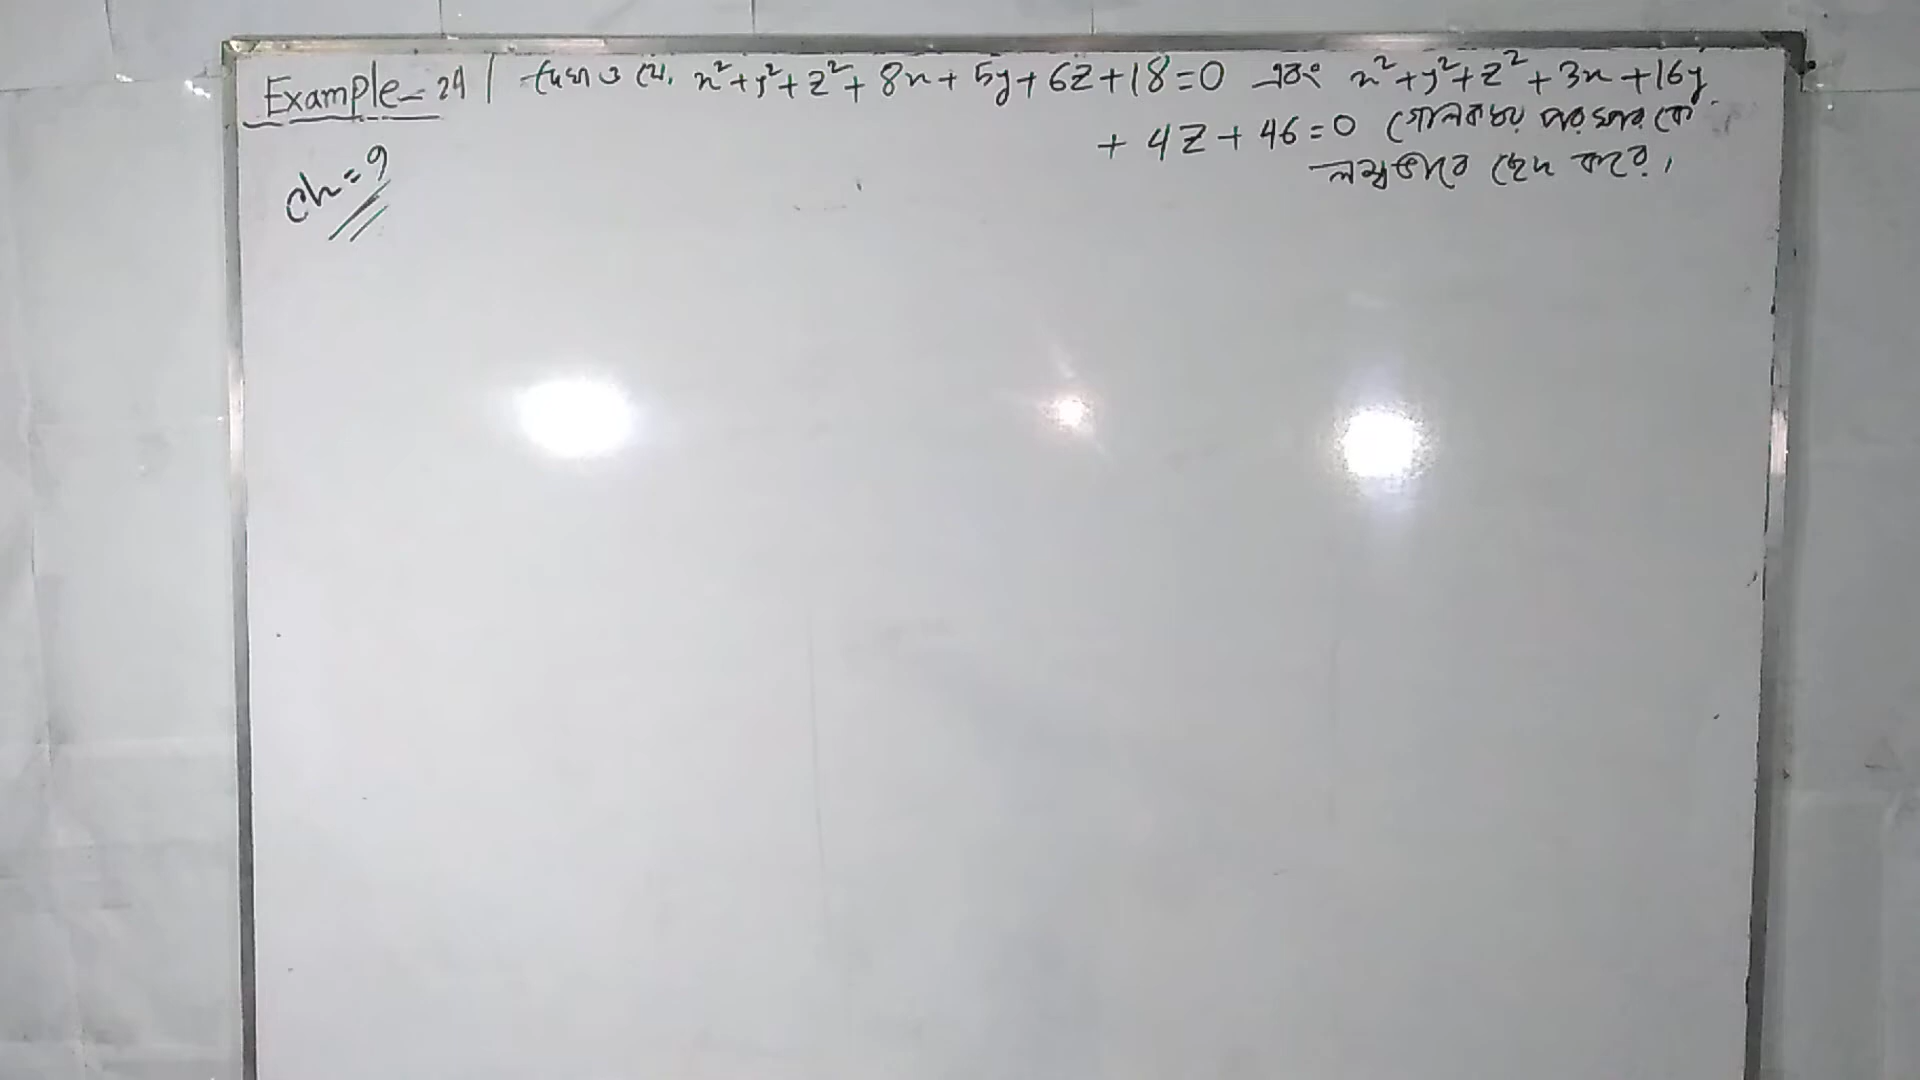 Example-24 | দেখাও যে, x²+y²+z²+8x+5y+6z+18=0 এবং x²+y²+z²+3x+16y
+4z+46=0 গোলকদ্বয় পরস্পরকে
লম্বভাবে ছেদ করে।
ch=9